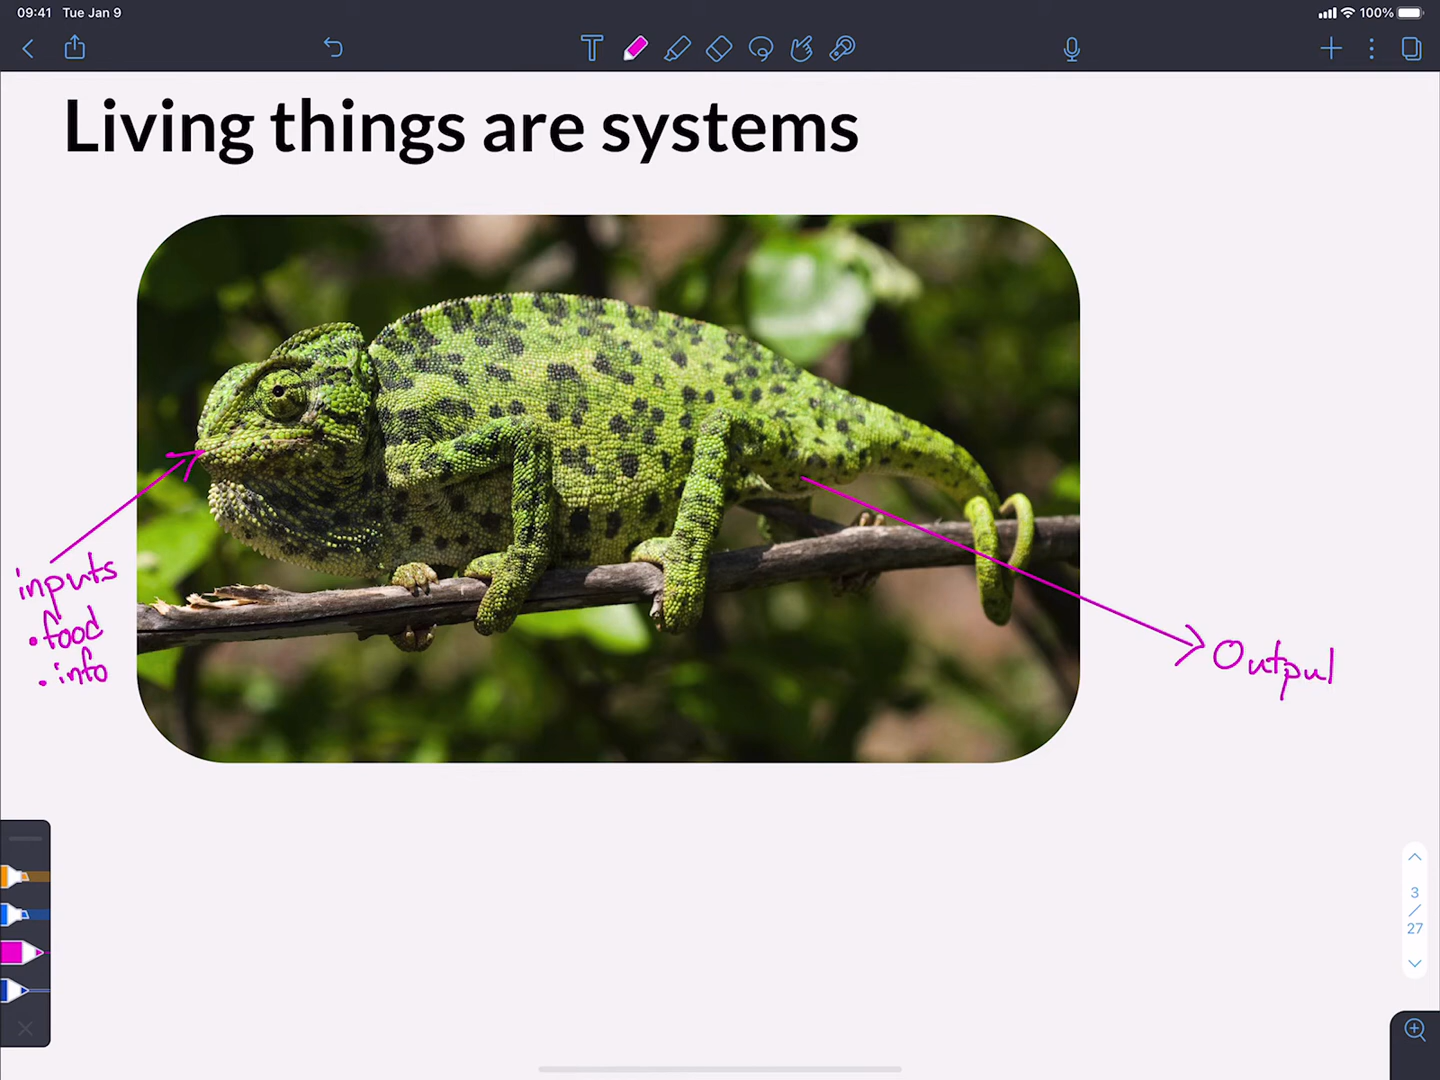 09:41 Tue Jan 9
100%
T
Living things are systems
inputs
• food
• info
Output
3
/
27